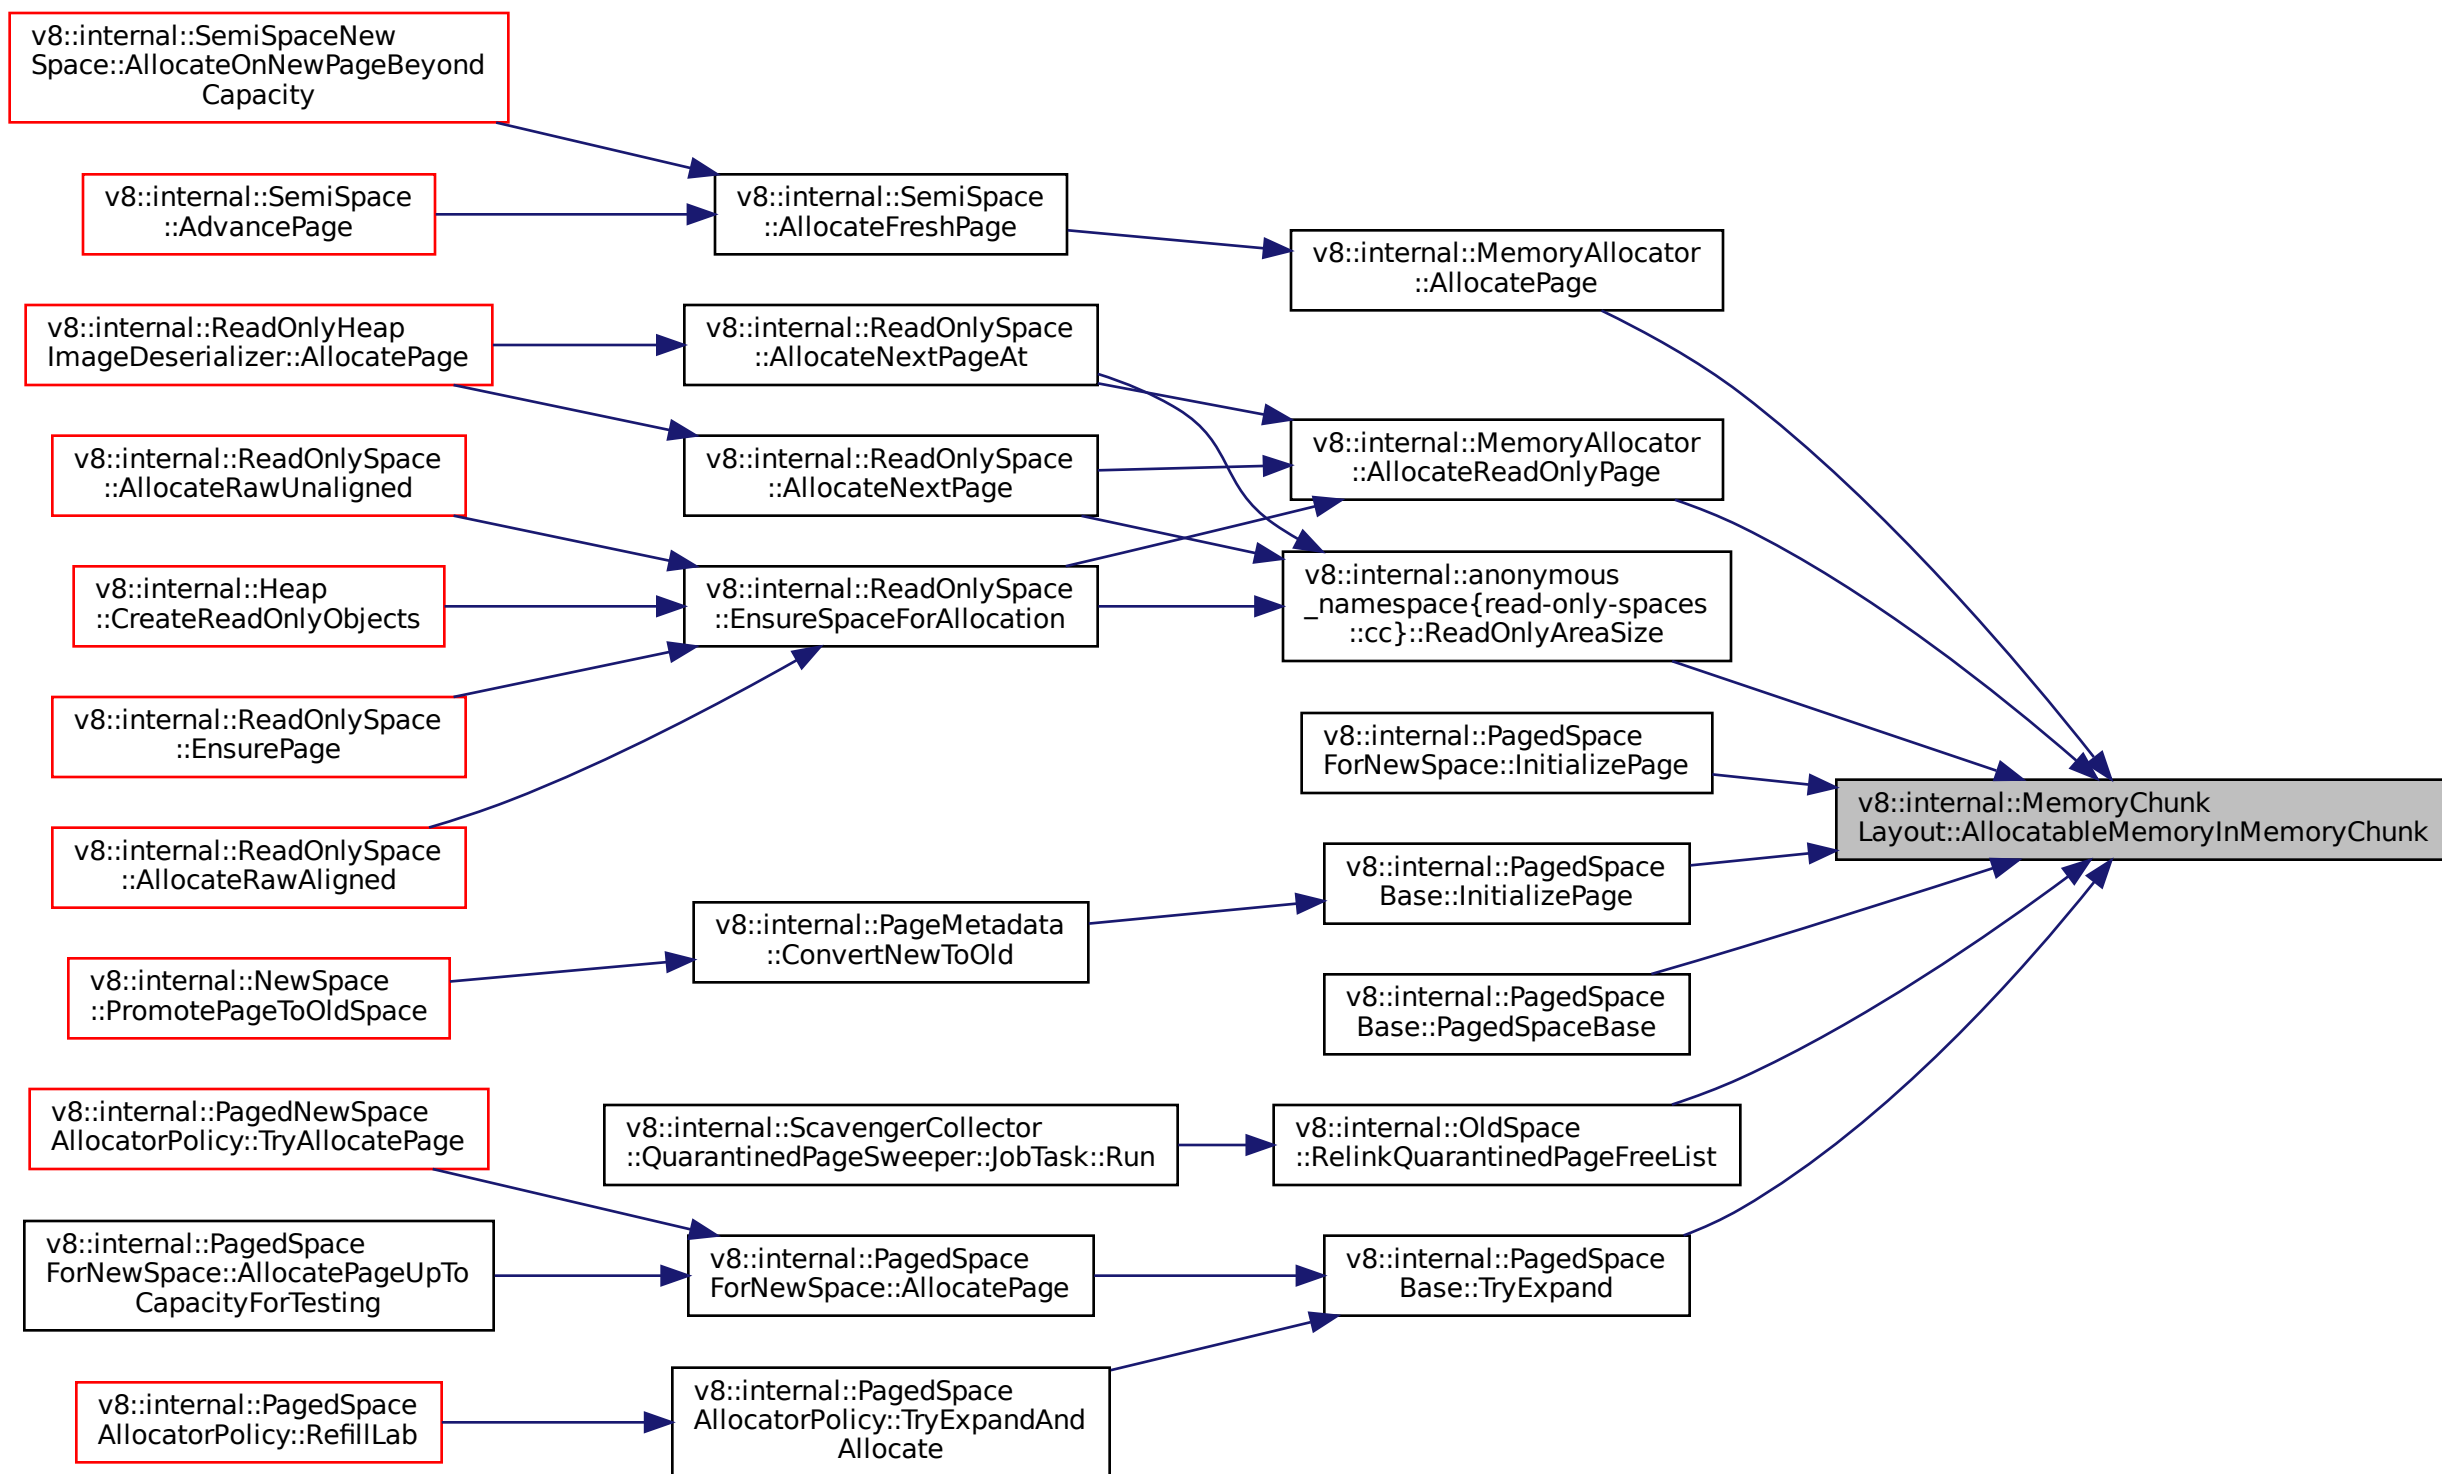 v8::internal::SemiSpaceNew
Space::AllocateOnNewPageBeyond
Capacity
v8::internal::SemiSpace
::AdvancePage
v8::internal::ReadOnlyHeap
ImageDeserializer::AllocatePage
v8::internal::ReadOnlySpace
::AllocateRawUnaligned
v8::internal::Heap
::CreateReadOnlyObjects
v8::internal::ReadOnlySpace
::EnsurePage
v8::internal::ReadOnlySpace
::AllocateRawAligned
v8::internal::NewSpace
::PromotePageToOldSpace
v8::internal::PagedNewSpace
AllocatorPolicy::TryAllocatePage
v8::internal::PagedSpace
ForNewSpace::AllocatePageUpTo
CapacityForTesting
v8::internal::PagedSpace
AllocatorPolicy::RefillLab
v8::internal::SemiSpace
::AllocateFreshPage
v8::internal::ReadOnlySpace
::AllocateNextPageAt
v8::internal::ReadOnlySpace
::AllocateNextPage
v8::internal::ReadOnlySpace
::EnsureSpaceForAllocation
v8::internal::PageMetadata
::ConvertNewToOld
v8::internal::ScavengerCollector
::QuarantinedPageSweeper::JobTask::Run
v8::internal::PagedSpace
ForNewSpace::AllocatePage
v8::internal::PagedSpace
AllocatorPolicy::TryExpandAnd
Allocate
v8::internal::MemoryAllocator
::AllocatePage
v8::internal::MemoryAllocator
::AllocateReadOnlyPage
v8::internal::anonymous
_namespace{read-only-spaces
::cc}::ReadOnlyAreaSize
v8::internal::PagedSpace
ForNewSpace::InitializePage
v8::internal::PagedSpace
Base::InitializePage
v8::internal::PagedSpace
Base::PagedSpaceBase
v8::internal::OldSpace
::RelinkQuarantinedPageFreeList
v8::internal::PagedSpace
Base::TryExpand
v8::internal::MemoryChunk
Layout::AllocatableMemoryInMemoryChunk